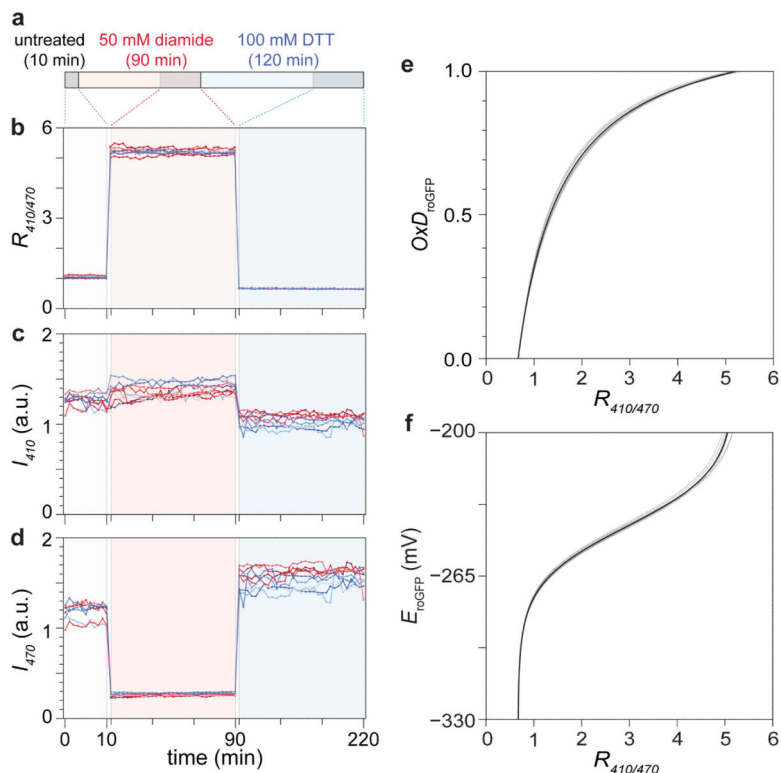 a
untreated
(10 min)
50 mM diamide
(90 min)
100 mM DTT
(120 min)
b
6
3
0
R410/470
c
2
1
0
I410 (a.u.)
d
2
1
0
I470 (a.u.)
0
10
90
220
time (min)
e
1.0
0.5
0.0
OxDroGFP
0
1
2
3
4
5
6
R410/470
f
−200
−265
−330
EroGFP (mV)
0
1
2
3
4
5
6
R410/470